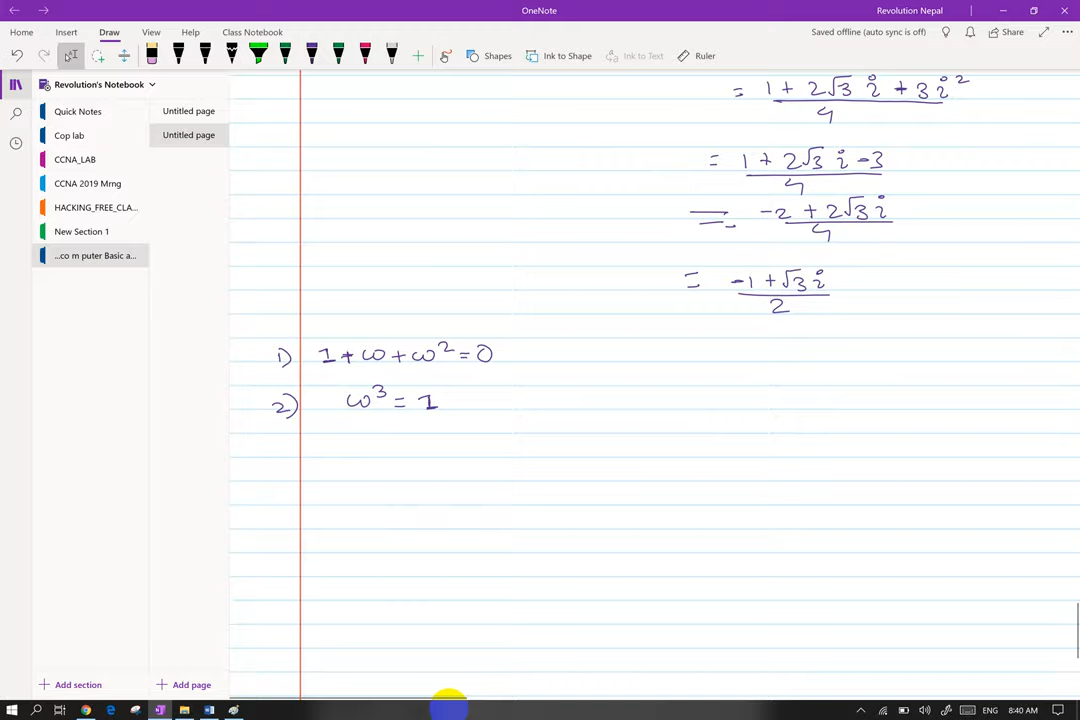 OneNote
Revolution Nepal
Home Insert Draw View Help Class Notebook
Saved offline (auto sync is off) Share
Shapes Ink to Shape Ink to Text Ruler
Revolution's Notebook
Quick Notes
Cop lab
CCNA_LAB
CCNA 2019 Mrng
HACKING_FREE_CLA...
New Section 1
...co m puter Basic a...
Untitled page
Untitled page
= 1 + 2√3 i + 3i²
4
= 1 + 2√3 i - 3
4
= -2 + 2√3 i
4
= -1 + √3 i
2
1) 1 + ω + ω² = 0
2) ω³ = 1
+ Add section
+ Add page
ENG 8:40 AM